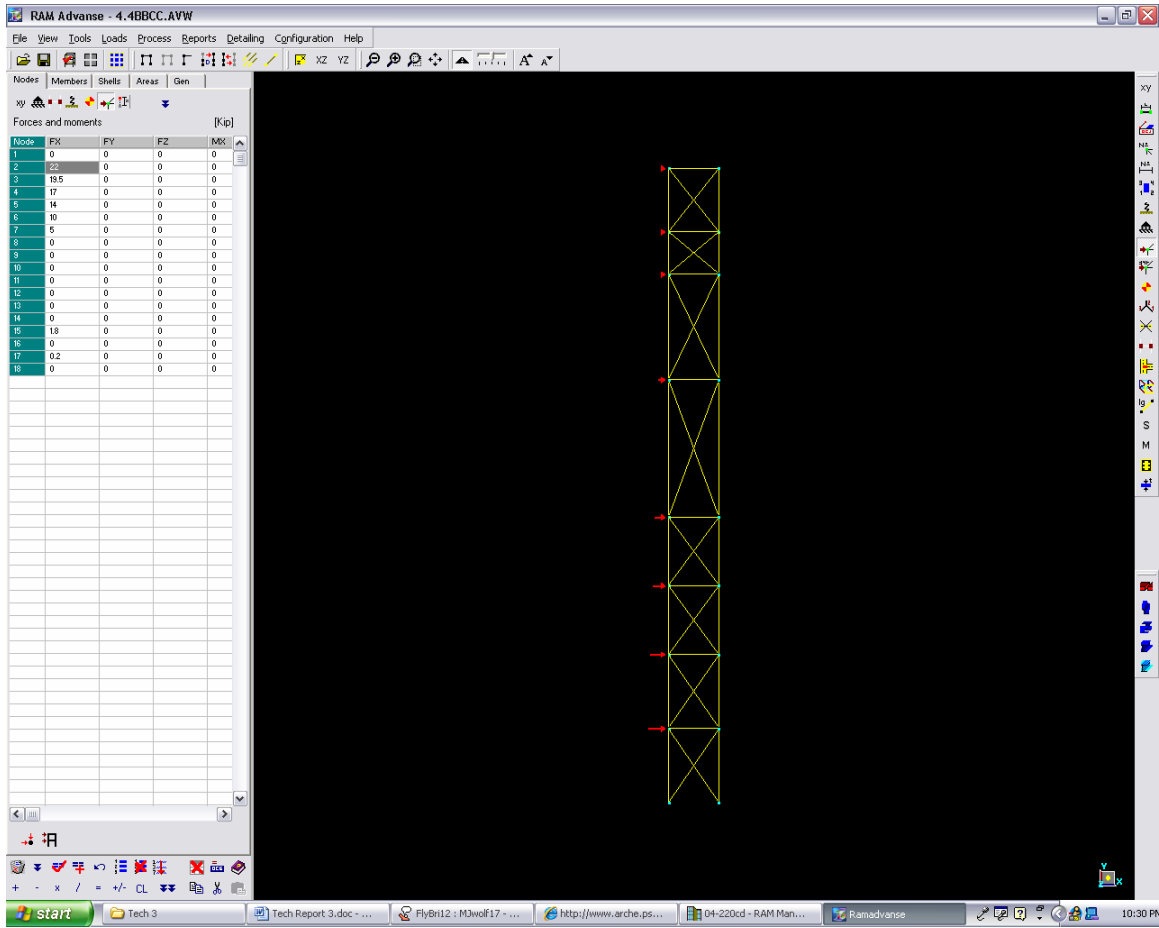 RAM Advanse - 4.4BBCC.AVW
File View Tools Loads Process Reports Detailing Configuration Help
XZ YZ A A
Nodes Members Shells Areas Gen
xy
Forces and moments [Kip]
Node FX FY FZ MX
1 0 0 0 0
2 22 0 0 0
3 19.5 0 0 0
4 17 0 0 0
5 14 0 0 0
6 10 0 0 0
7 5 0 0 0
8 0 0 0 0
9 0 0 0 0
10 0 0 0 0
11 0 0 0 0
12 0 0 0 0
13 0 0 0 0
14 0 0 0 0
15 1.8 0 0 0
16 0 0 0 0
17 0.2 0 0 0
18 0 0 0 0
xy
S
M
Y
X
+ - x / = +/- CL
start Tech 3 Tech Report 3.doc - ... FlyBri12 : MJwolf17 - ... http://www.arche.ps... 04-220cd - RAM Man... Ramadvanse 10:30 PM